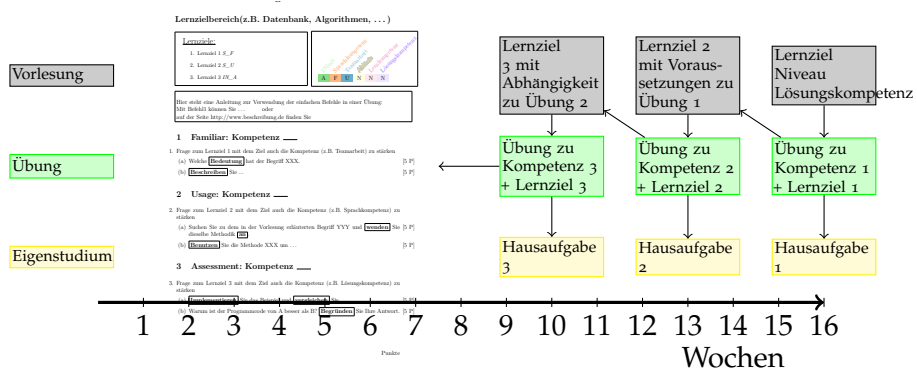 Lernzielbereich(z.B. Datenbank, Algorithmen, ...)
Lernziele:
1. Lernziel 1 S_F
2. Lernziel 2 S_U
3. Lernziel 3 IN_A
Sprachkompetenz
Teamarbeit
Lösungskompetenz
A F U N N N N
Hier steht eine Anleitung zur Verwendung der einfachen Befehle in einer Übung:
Mit Befehl1 können Sie ... oder
auf der Seite http://www.beschreibung.de finden Sie
1 Familiar: Kompetenz
1. Frage zum Lernziel 1 mit dem Ziel auch die Kompetenz (z.B. Teamarbeit) zu stärken
(a) Welche Bedeutung hat der Begriff XXX. [5 P]
(b) Beschreiben Sie ... [5 P]
2 Usage: Kompetenz
2. Frage zum Lernziel 2 mit dem Ziel auch die Kompetenz (z.B. Sprachkompetenz) zu
stärken
(a) Suchen Sie zu dem in der Vorlesung erläuterten Begriff YYY und wenden Sie [5 P]
dieselbe Methodik an.
(b) Benutzen Sie die Methode XXX um ... [5 P]
3 Assessment: Kompetenz
3. Frage zum Lernziel 3 mit dem Ziel auch die Kompetenz (z.B. Lösungskompetenz) zu
stärken
(b) Warum ist der Programmcode von A besser als B? Begründen Sie Ihre Antwort. [5 P]
Punkte
Vorlesung
Übung
Eigenstudium
Lernziel
3 mit
Abhängigkeit
zu Übung 2
Lernziel 2
mit Voraus-
setzungen zu
Übung 1
Lernziel
Niveau
Lösungskompetenz
Übung zu
Kompetenz 3
+ Lernziel 3
Übung zu
Kompetenz 2
+ Lernziel 2
Übung zu
Kompetenz 1
+ Lernziel 1
Hausaufgabe
3
Hausaufgabe
2
Hausaufgabe
1
1 2 3 4 5 6 7 8 9 10 11 12 13 14 15 16
Wochen